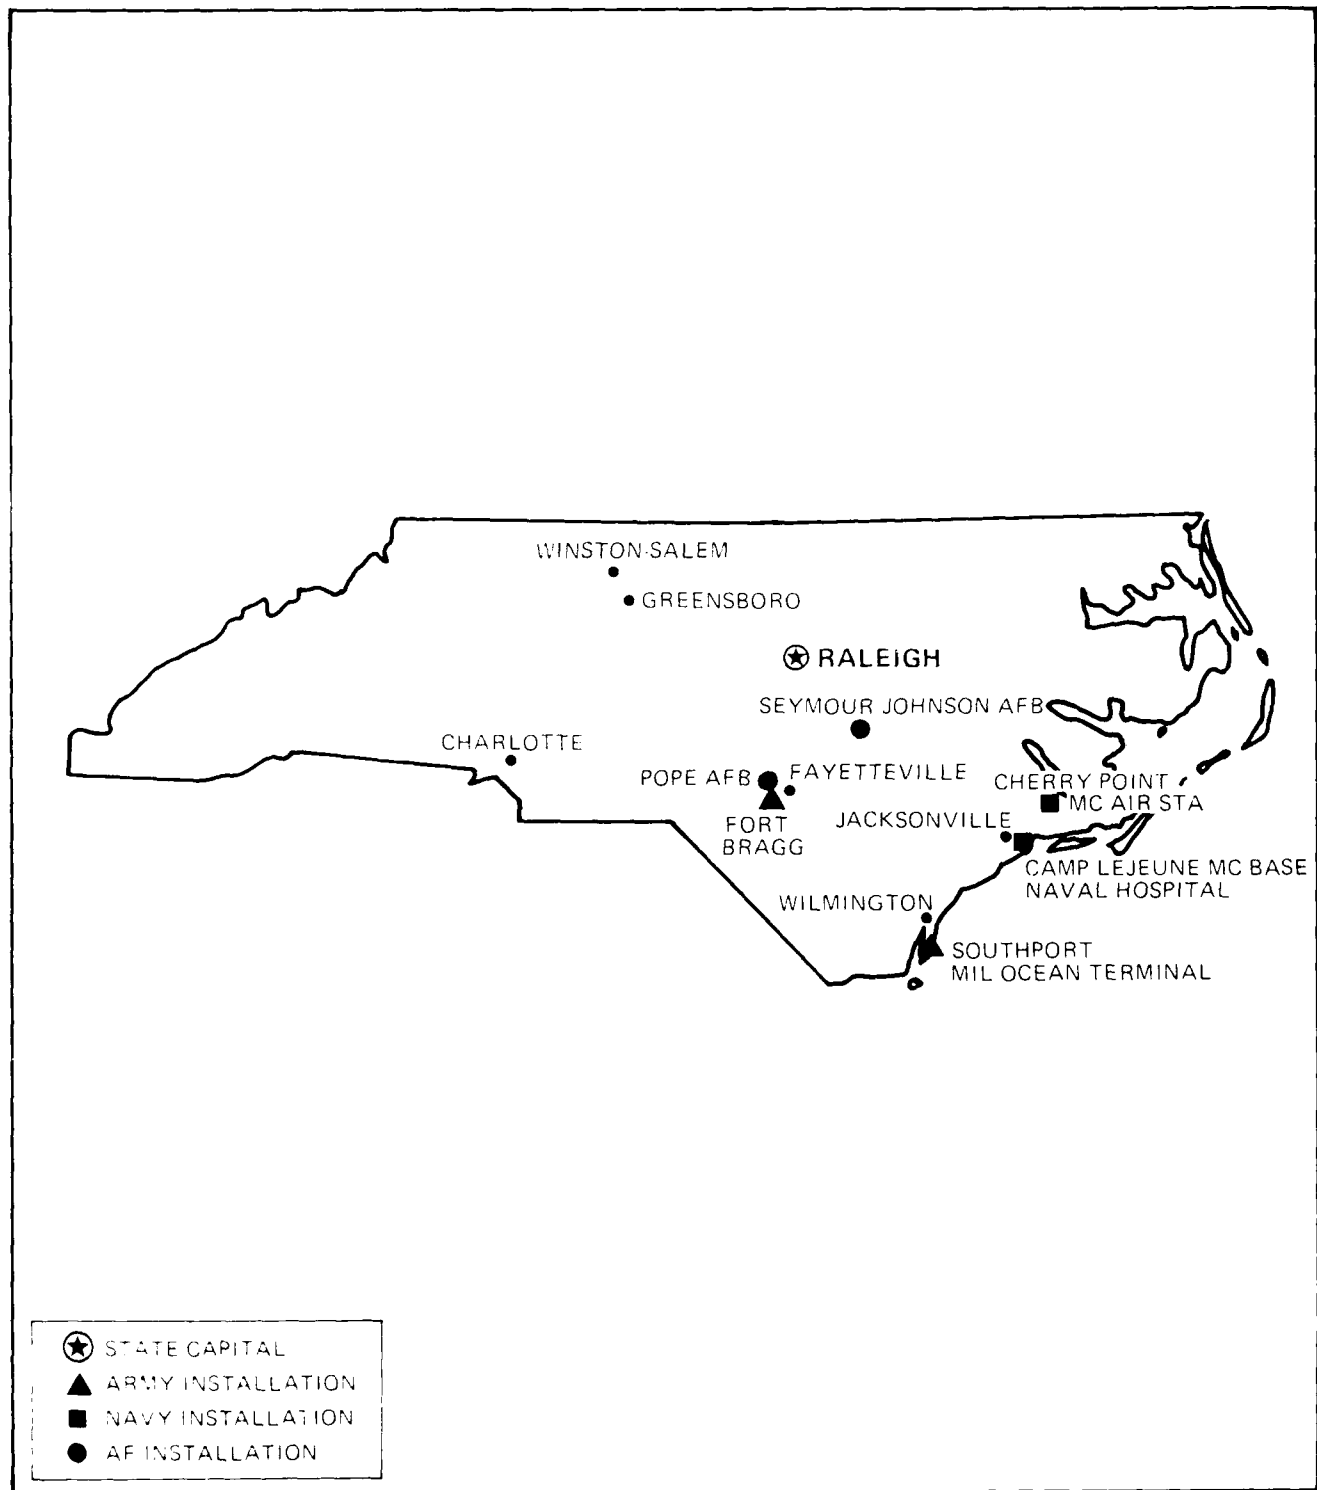 WINSTON-SALEM
GREENSBORO
RALEIGH
SEYMOUR JOHNSON AFB
CHARLOTTE
POPE AFB
FAYETTEVILLE
CHERRY POINT
MC AIR STA
FORT
BRAGG
JACKSONVILLE
CAMP LEJEUNE MC BASE
NAVAL HOSPITAL
WILMINGTON
SOUTHPORT
MIL OCEAN TERMINAL
STATE CAPITAL
ARMY INSTALLATION
NAVY INSTALLATION
AF INSTALLATION